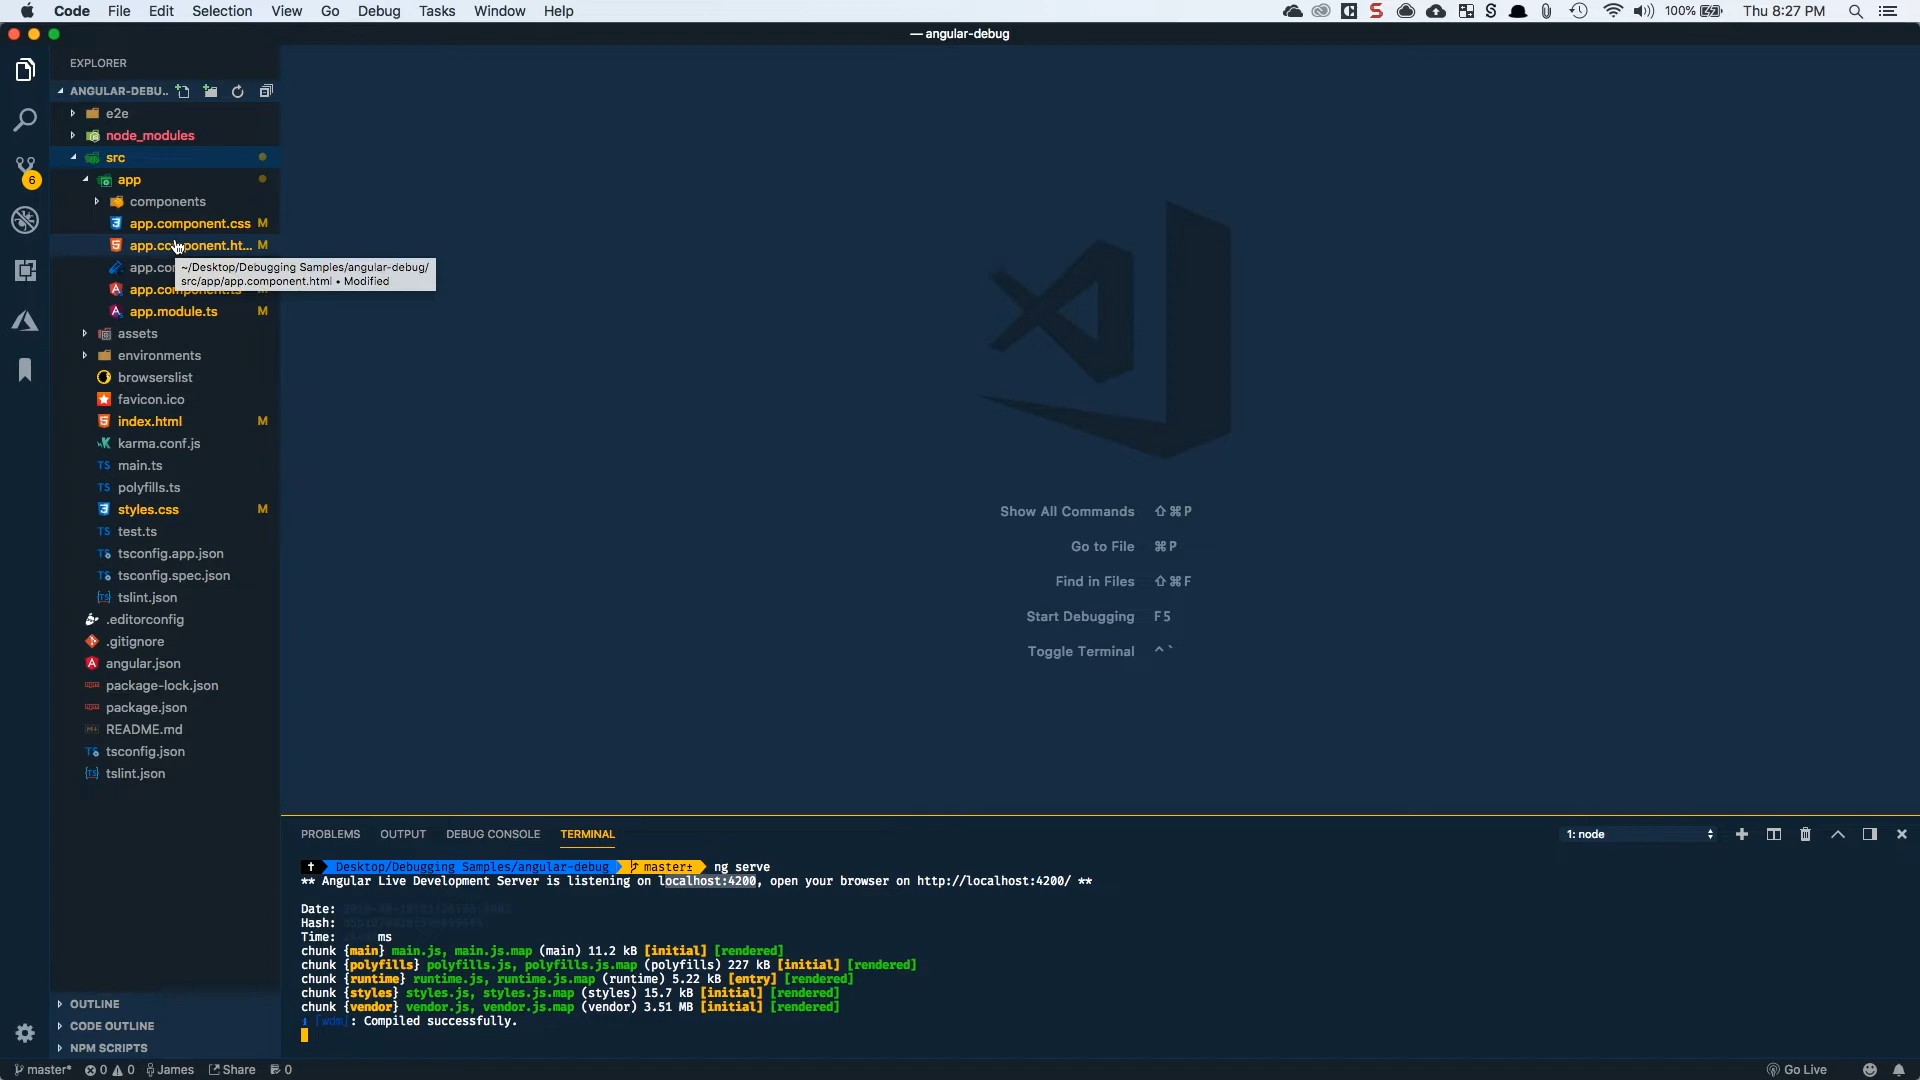 Code File Edit Selection View Go Debug Tasks Window Help
100% Thu 8:27 PM
— angular-debug
EXPLORER
ANGULAR-DEBU...
e2e
node_modules
src
6
app
components
app.component.css M
app.component.ht... M
app.co
~/Desktop/Debugging Samples/angular-debug/
src/app/app.component.html • Modified
app.component.ts
app.module.ts M
assets
environments
browserslist
favicon.ico
index.html M
karma.conf.js
main.ts
polyfills.ts
styles.css M
test.ts
tsconfig.app.json
tsconfig.spec.json
tslint.json
.editorconfig
.gitignore
angular.json
package-lock.json
package.json
README.md
tsconfig.json
tslint.json
OUTLINE
CODE OUTLINE
NPM SCRIPTS
Show All Commands ⇧⌘P
Go to File ⌘P
Find in Files ⇧⌘F
Start Debugging F5
Toggle Terminal ^`
PROBLEMS OUTPUT DEBUG CONSOLE TERMINAL
1: node
Desktop/Debugging Samples/angular-debug master± ng serve
** Angular Live Development Server is listening on localhost:4200, open your browser on http://localhost:4200/ **
Date:
Hash:
Time: ms
chunk {main} main.js, main.js.map (main) 11.2 kB [initial] [rendered]
chunk {polyfills} polyfills.js, polyfills.js.map (polyfills) 227 kB [initial] [rendered]
chunk {runtime} runtime.js, runtime.js.map (runtime) 5.22 kB [entry] [rendered]
chunk {styles} styles.js, styles.js.map (styles) 15.7 kB [initial] [rendered]
chunk {vendor} vendor.js, vendor.js.map (vendor) 3.51 MB [initial] [rendered]
i [wdm]: Compiled successfully.
master* 0 0 James Share 0
Go Live